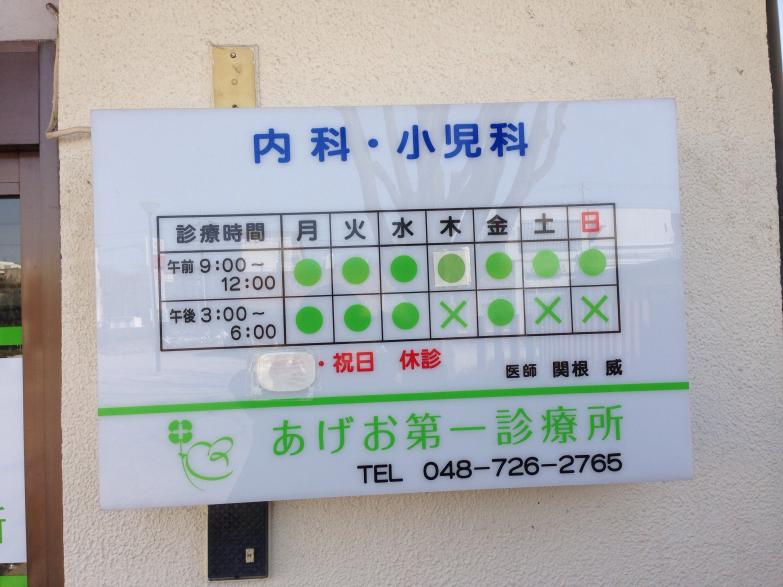 内科・小児科
診療時間 月 火 水 木 金 土 日
午前 9:00～12:00 ● ● ● ● ● ● ●
午後 3:00～6:00 ● ● ● × ● × ×
・祝日 休診
医師 関根 威
あげお第一診療所
TEL 048-726-2765
所